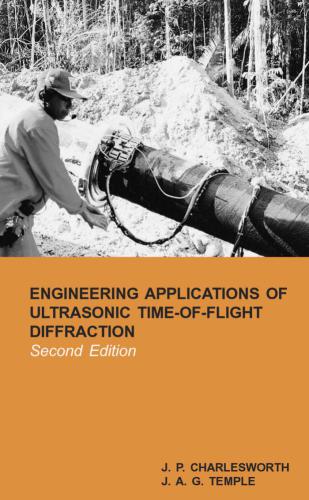 ENGINEERING APPLICATIONS OF
ULTRASONIC TIME-OF-FLIGHT
DIFFRACTION
Second Edition
J. P. CHARLESWORTH
J. A. G. TEMPLE